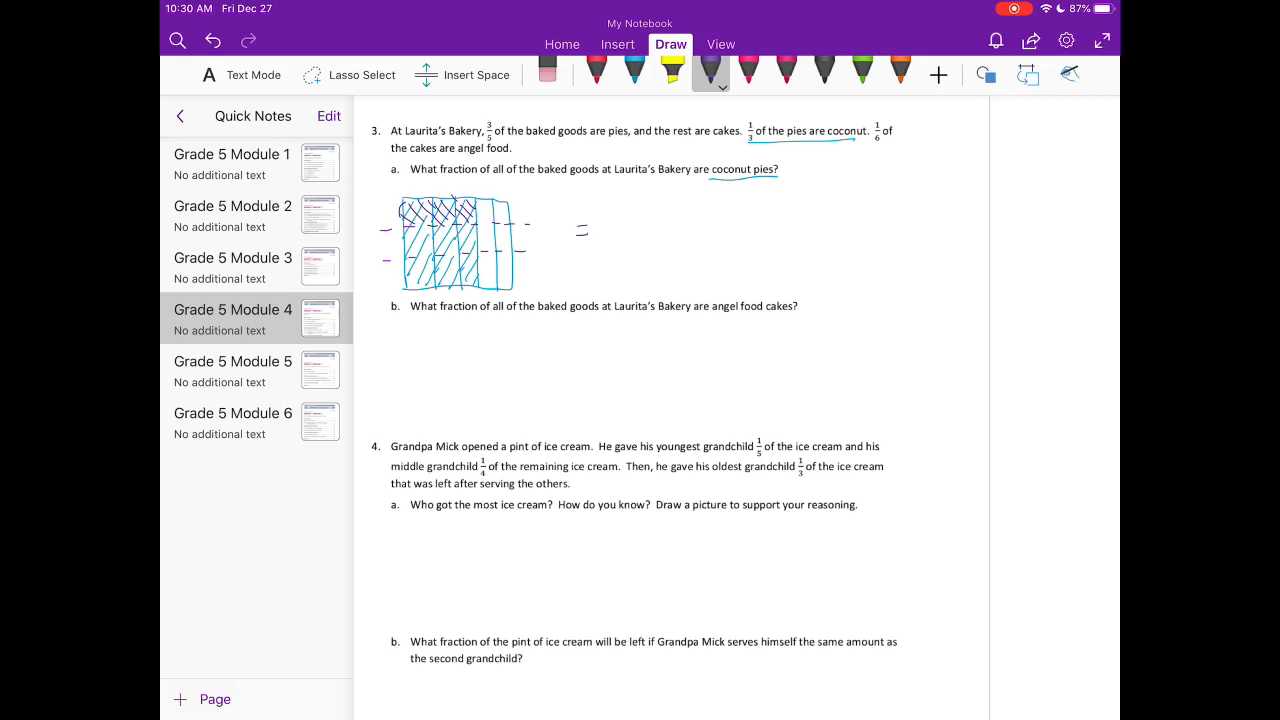 10:30 AM Fri Dec 27
87%
My Notebook
Home Insert Draw View
Text Mode Lasso Select Insert Space
Quick Notes Edit
Grade 5 Module 1
No additional text
Grade 5 Module 2
No additional text
Grade 5 Module 3
No additional text
Grade 5 Module 4
No additional text
Grade 5 Module 5
No additional text
Grade 5 Module 6
No additional text
Page
3. At Laurita's Bakery, 3/5 of the baked goods are pies, and the rest are cakes. 1/3 of the pies are coconut. 1/6 of
the cakes are angel food.
a. What fraction of all of the baked goods at Laurita's Bakery are coconut pies?
=
b. What fraction of all of the baked goods at Laurita's Bakery are angel food cakes?
4. Grandpa Mick opened a pint of ice cream. He gave his youngest grandchild 1/5 of the ice cream and his
middle grandchild 1/4 of the remaining ice cream. Then, he gave his oldest grandchild 1/3 of the ice cream
that was left after serving the others.
a. Who got the most ice cream? How do you know? Draw a picture to support your reasoning.
b. What fraction of the pint of ice cream will be left if Grandpa Mick serves himself the same amount as
the second grandchild?